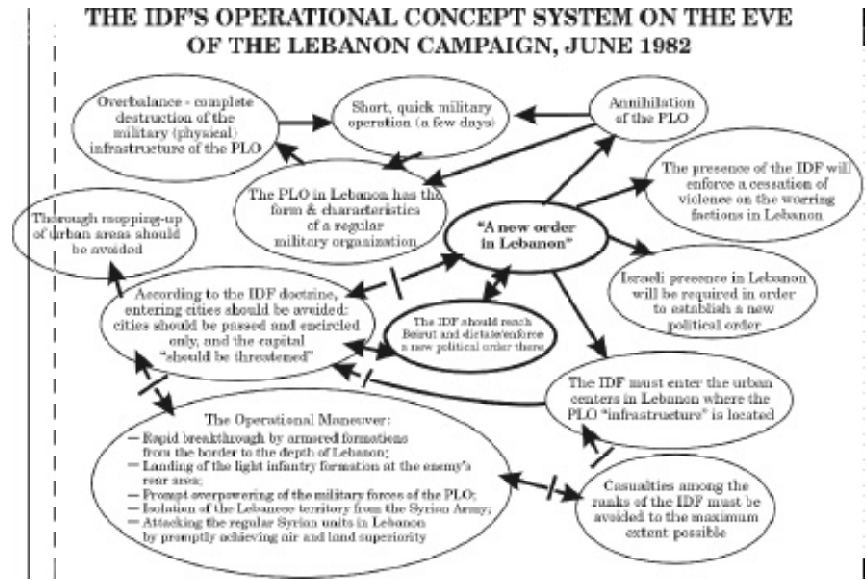 THE IDF'S OPERATIONAL CONCEPT SYSTEM ON THE EVE
OF THE LEBANON CAMPAIGN, JUNE 1982
Overbalance - complete
destruction of the
military (physical)
infrastructure of the PLO
Short, quick military
operation (a few days)
Annihilation
of the PLO
The PLO in Lebanon has the
form & characteristics
of a regular
military organization
The presence of the IDF will
enforce a cessation of
violence on the worring
factions in Lebanon
Thorough mopping-up
of urban areas should
be avoided
"A new order
in Lebanon"
Israeli presence in Lebanon
will be required in order
to establish a new
political order
According to the IDF doctrine,
entering cities should be avoided:
cities should be passed and encircled
only, and the capital
"should be threatened"
The IDF should reach
Beirut and dictate/enforce
a new political order there
The IDF must enter the urban
centers in Lebanon where the
PLO "infrastructure" is located
The Operational Maneuver:
— Rapid breakthrough by armored formations
from the border to the depth of Lebanon;
— Landing of the light infantry formation at the enemy's
rear area;
— Prompt overpowering of the military forces of the PLO;
— Isolation of the Lebanese territory from the Syrian Army;
— Attacking the regular Syrian units in Lebanon
by promptly achieving air and land superiority
Casualties among the
ranks of the IDF must be
avoided to the maximum
extent possible